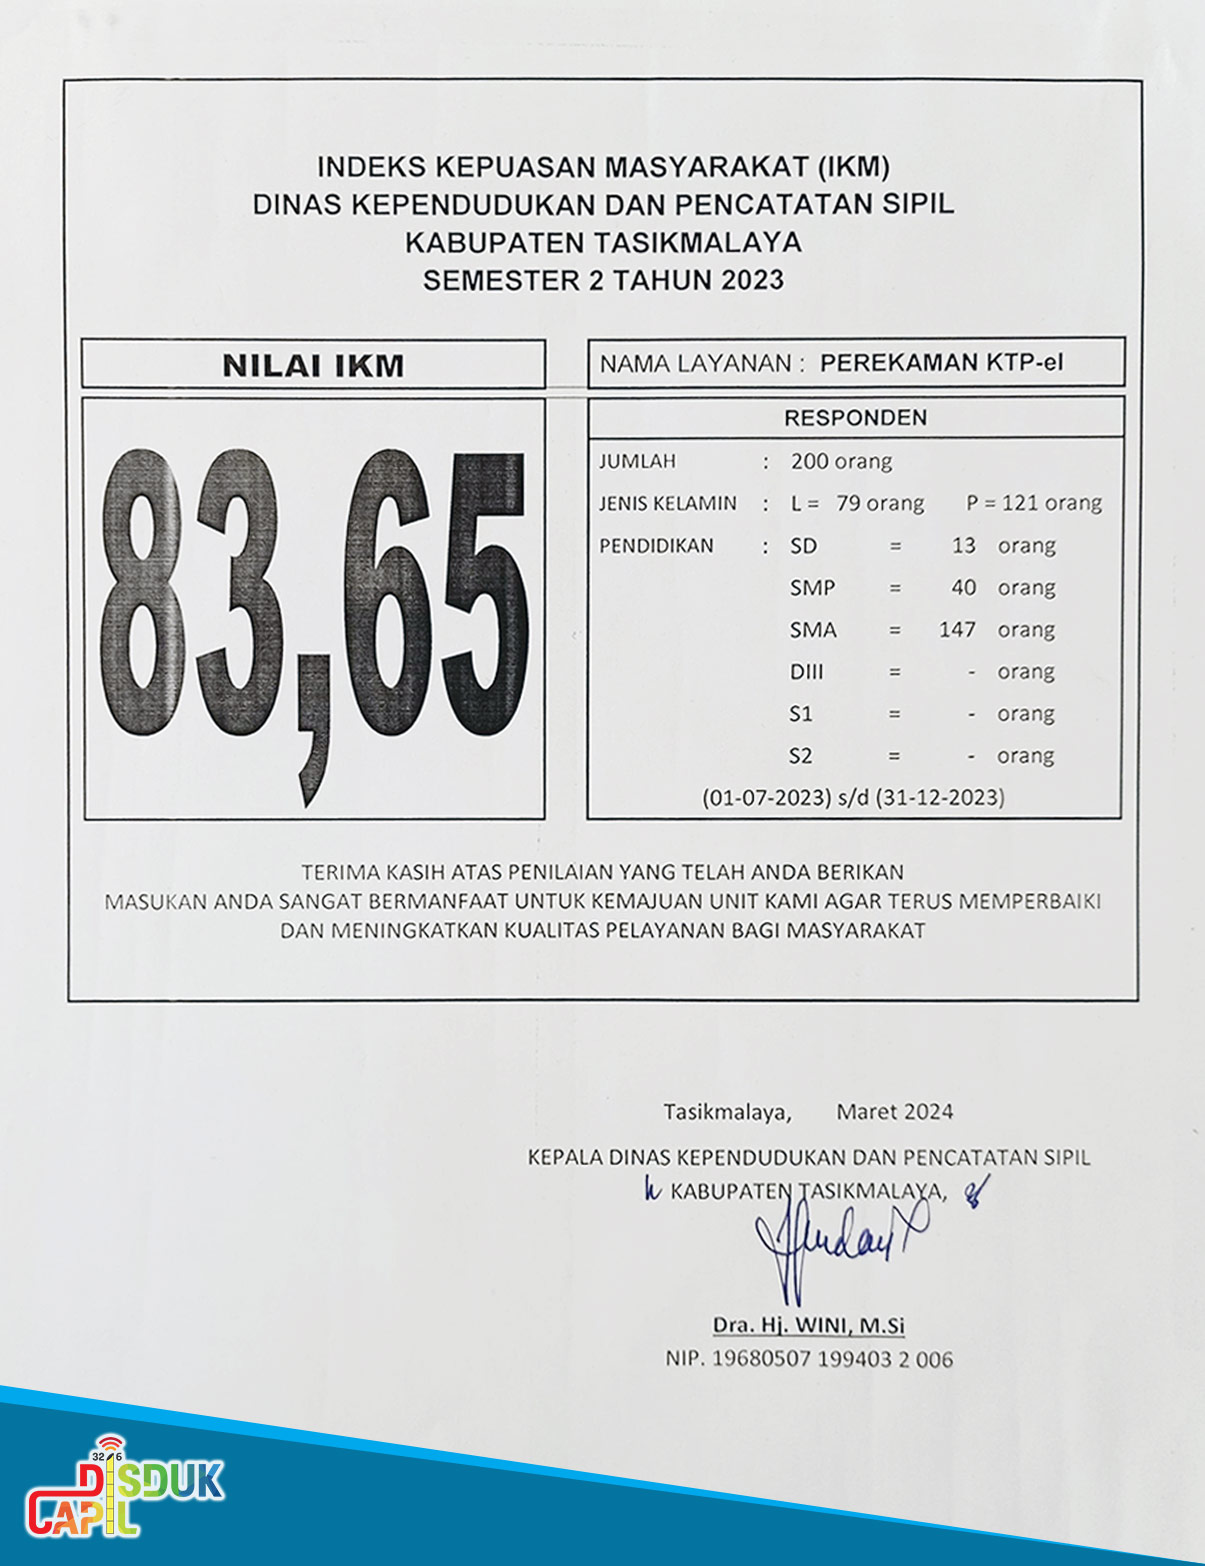 INDEKS KEPUASAN MASYARAKAT (IKM)
DINAS KEPENDUDUKAN DAN PENCATATAN SIPIL
KABUPATEN TASIKMALAYA
SEMESTER 2 TAHUN 2023
NILAI IKM
83,65
NAMA LAYANAN : PEREKAMAN KTP-el
RESPONDEN
JUMLAH : 200 orang
JENIS KELAMIN : L = 79 orang P = 121 orang
PENDIDIKAN : SD = 13 orang
SMP = 40 orang
SMA = 147 orang
DIII = - orang
S1 = - orang
S2 = - orang
(01-07-2023) s/d (31-12-2023)
TERIMA KASIH ATAS PENILAIAN YANG TELAH ANDA BERIKAN
MASUKAN ANDA SANGAT BERMANFAAT UNTUK KEMAJUAN UNIT KAMI AGAR TERUS MEMPERBAIKI
DAN MENINGKATKAN KUALITAS PELAYANAN BAGI MASYARAKAT
Tasikmalaya, Maret 2024
KEPALA DINAS KEPENDUDUKAN DAN PENCATATAN SIPIL
KABUPATEN TASIKMALAYA,
Dra. Hj. WINI, M.Si
NIP. 19680507 199403 2 006
32 6
DISDUK
CAPIL